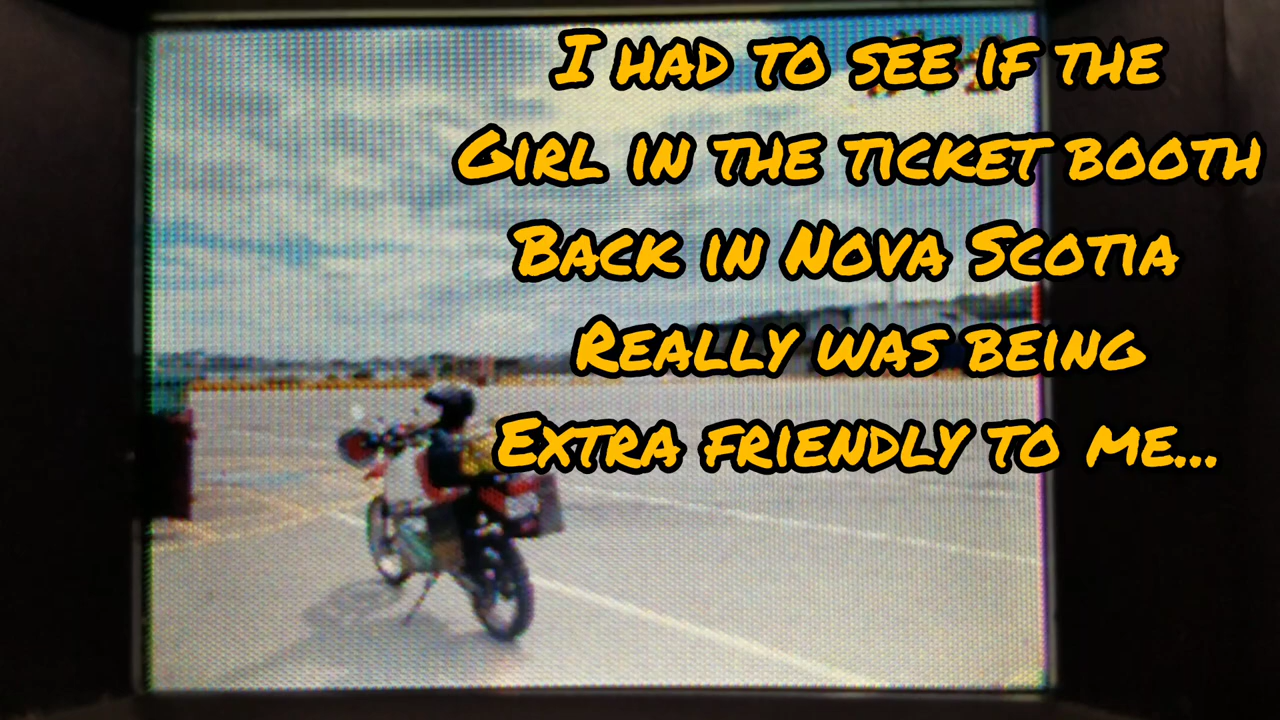 I had to see if the
Girl in the ticket booth
Back in Nova Scotia
Really was being
Extra friendly to me...